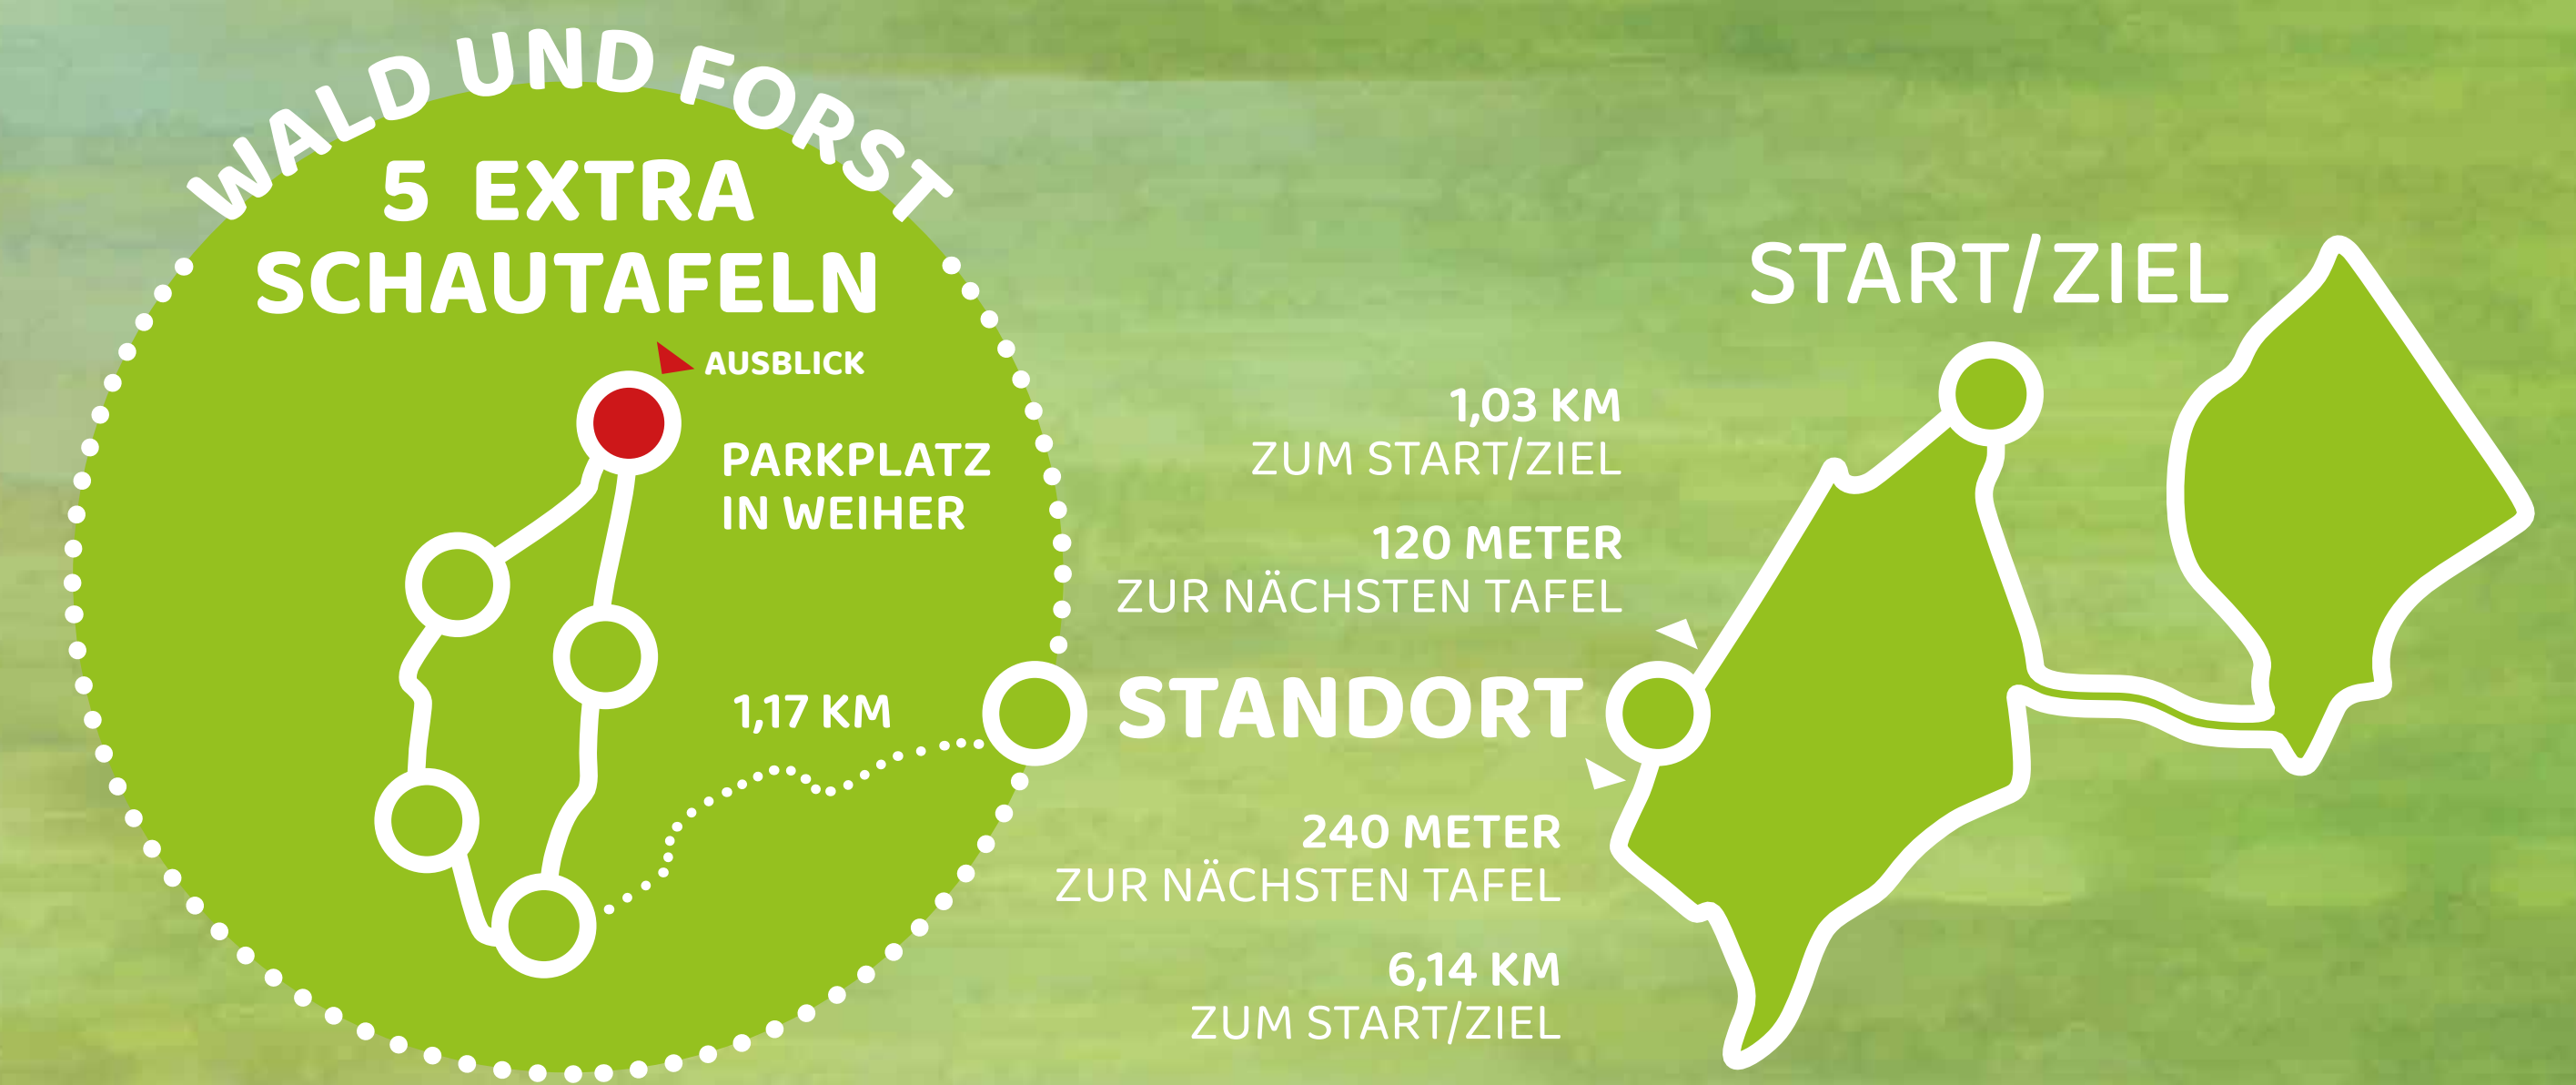 WALD UND FORST
5 EXTRA
SCHAUTAFELN
AUSBLICK
PARKPLATZ
IN WEIHER
1,17 KM
START/ZIEL
1,03 KM
ZUM START/ZIEL
120 METER
ZUR NÄCHSTEN TAFEL
STANDORT
240 METER
ZUR NÄCHSTEN TAFEL
6,14 KM
ZUM START/ZIEL